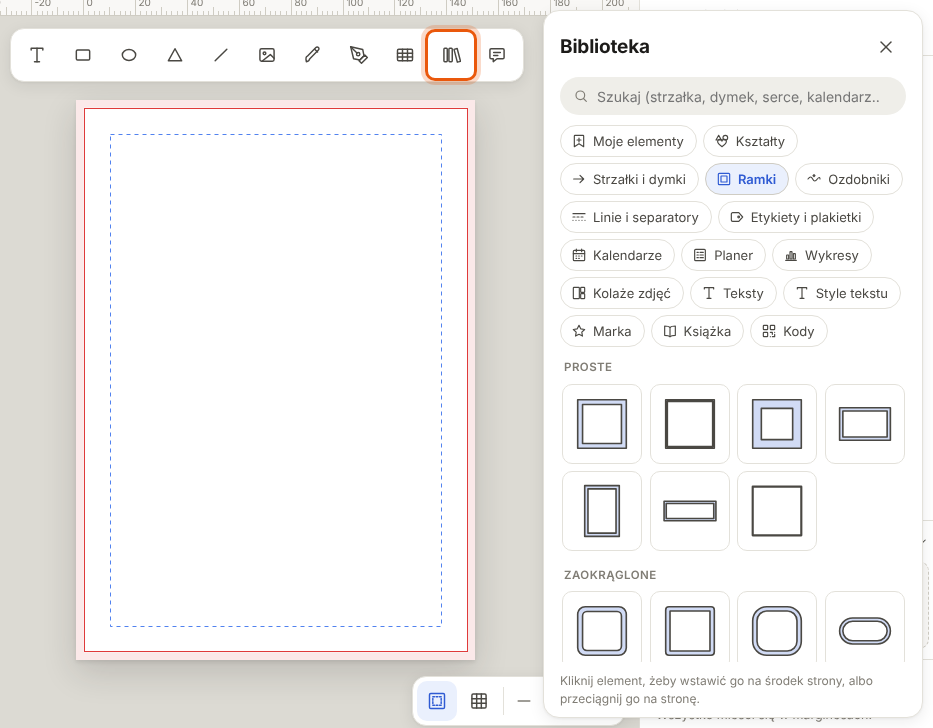 -20 0 20 40 60 80 100 120 140 160 180 200
Biblioteka
Szukaj (strzałka, dymek, serce, kalendarz..
Moje elementy
Kształty
Strzałki i dymki
Ramki
Ozdobniki
Linie i separatory
Etykiety i plakietki
Kalendarze
Planer
Wykresy
Kolaże zdjęć
Teksty
Style tekstu
Marka
Książka
Kody
PROSTE
ZAOKRĄGLONE
Kliknij element, żeby wstawić go na środek strony, albo
przeciągnij go na stronę.